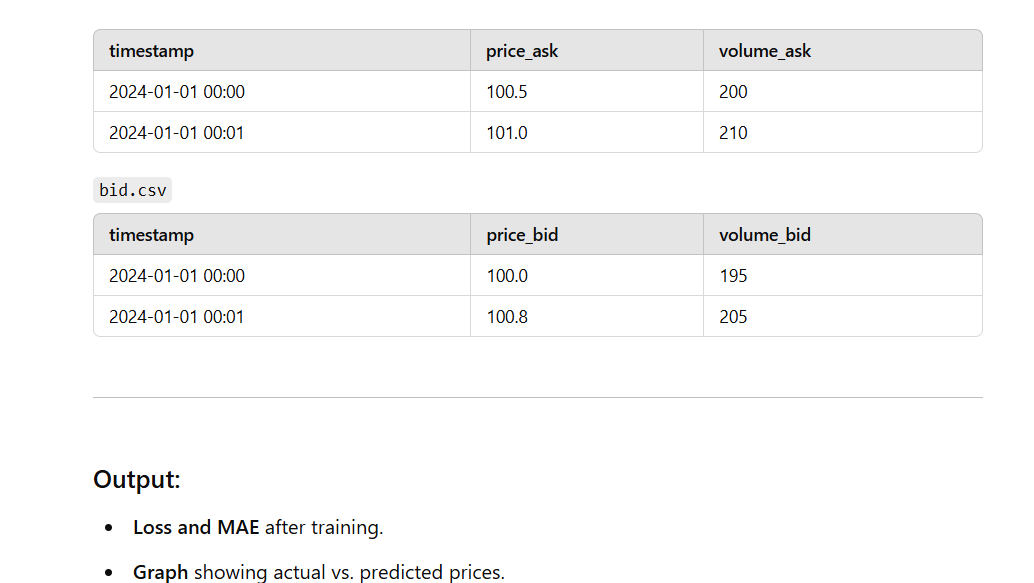 timestamp price_ask volume_ask
2024-01-01 00:00 100.5 200
2024-01-01 00:01 101.0 210
bid.csv
timestamp price_bid volume_bid
2024-01-01 00:00 100.0 195
2024-01-01 00:01 100.8 205
Output:
Loss and MAE after training.
Graph showing actual vs. predicted prices.